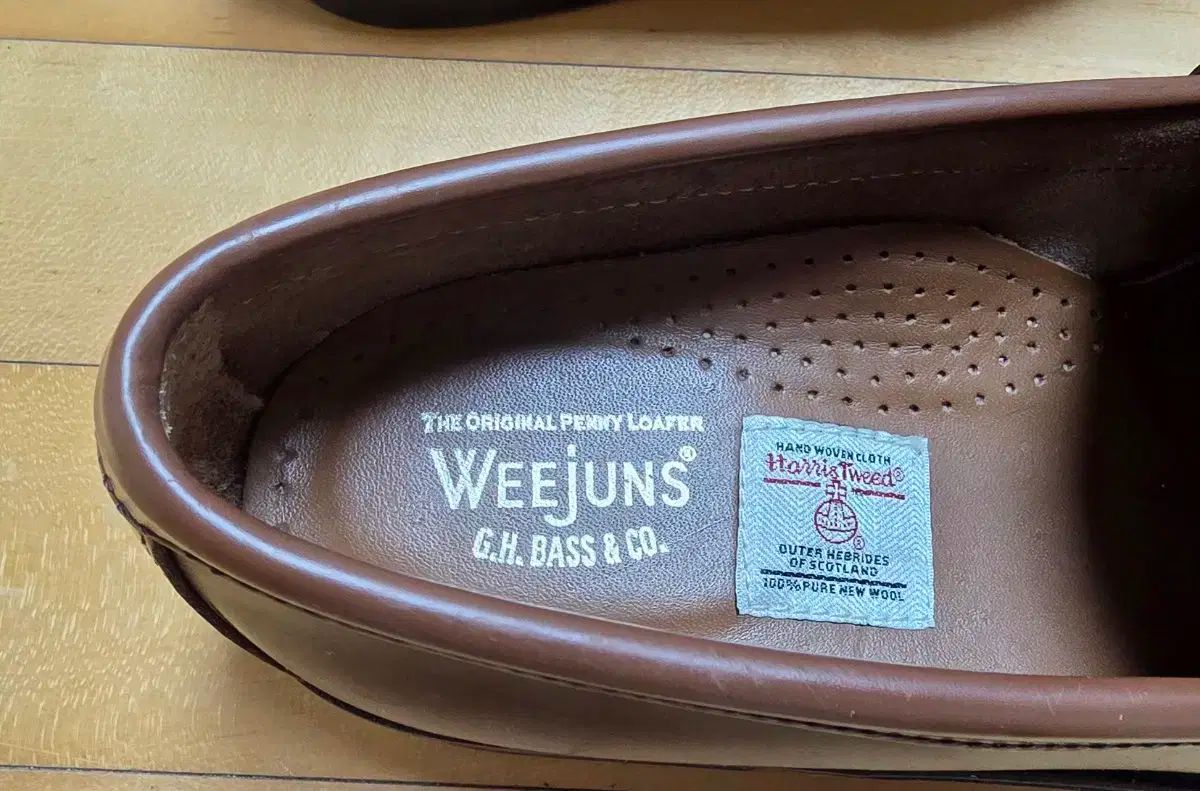 THE ORIGINAL PENNY LOAFER
WEEJUNS®
G.H. BASS & CO.
HAND WOVEN CLOTH
Harris Tweed®
®
OUTER HEBRIDES
OF SCOTLAND
100% PURE NEW WOOL